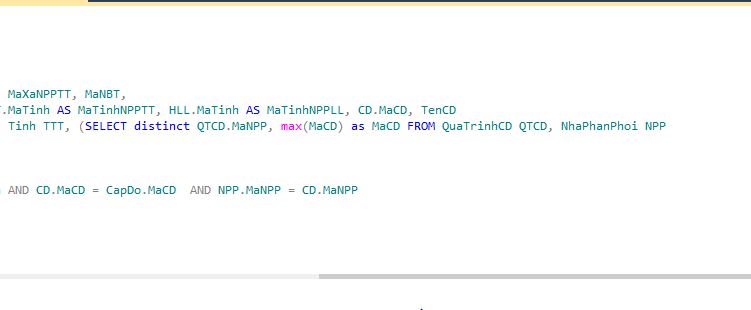 MaXaNPPTT, MaNBT,
.MaTinh AS MaTinhNPPTT, HLL.MaTinh AS MaTinhNPPLL, CD.MaCD, TenCD
Tinh TTT, (SELECT distinct QTCD.MaNPP, max(MaCD) as MaCD FROM QuaTrinhCD QTCD, NhaPhanPhoi NPP
AND CD.MaCD = CapDo.MaCD  AND NPP.MaNPP = CD.MaNPP